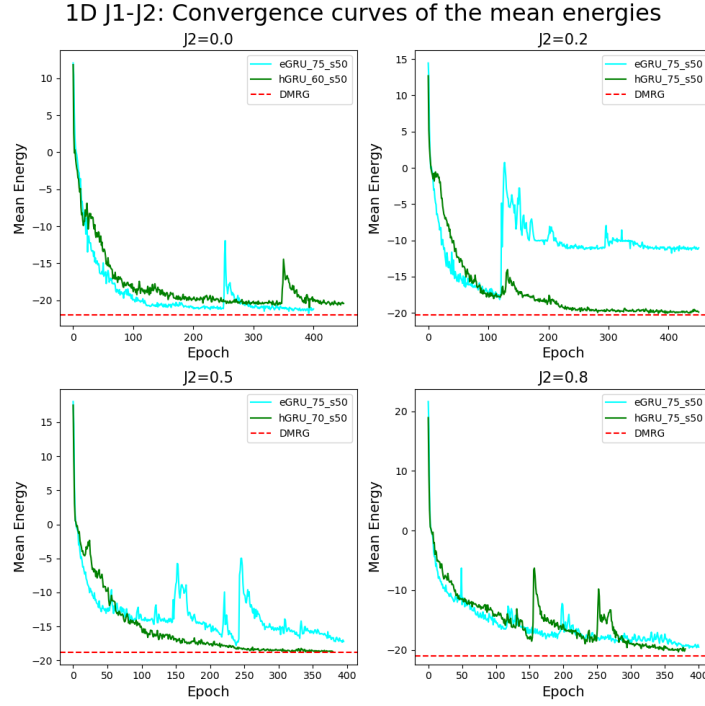 1D J1-J2: Convergence curves of the mean energies
J2=0.0
10
5
0
−5
−10
−15
−20
Mean Energy
eGRU_75_s50
hGRU_60_s50
DMRG
0
100
200
300
400
Epoch
J2=0.2
15
10
5
0
−5
−10
−15
−20
Mean Energy
eGRU_75_s50
hGRU_75_s50
DMRG
0
100
200
300
400
Epoch
J2=0.5
15
10
5
0
−5
−10
−15
−20
Mean Energy
eGRU_75_s50
hGRU_70_s50
DMRG
0
50
100
150
200
250
300
350
400
Epoch
J2=0.8
20
15
10
5
0
−5
−10
−15
−20
Mean Energy
eGRU_75_s50
hGRU_75_s50
DMRG
0
50
100
150
200
250
300
350
400
Epoch